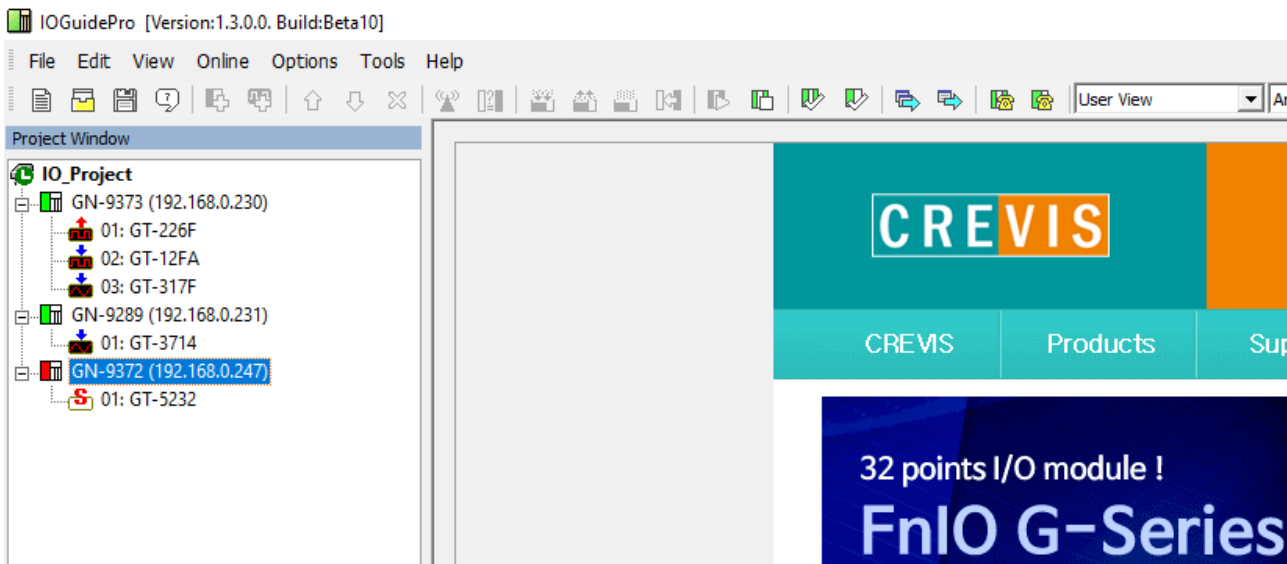 IOGuidePro [Version:1.3.0.0. Build:Beta10]
File Edit View Online Options Tools Help
User View
Project Window
IO_Project
GN-9373 (192.168.0.230)
01: GT-226F
02: GT-12FA
03: GT-317F
GN-9289 (192.168.0.231)
01: GT-3714
GN-9372 (192.168.0.247)
01: GT-5232
CREVIS
CREVIS Products
32 points I/O module !
FnIO G-Series